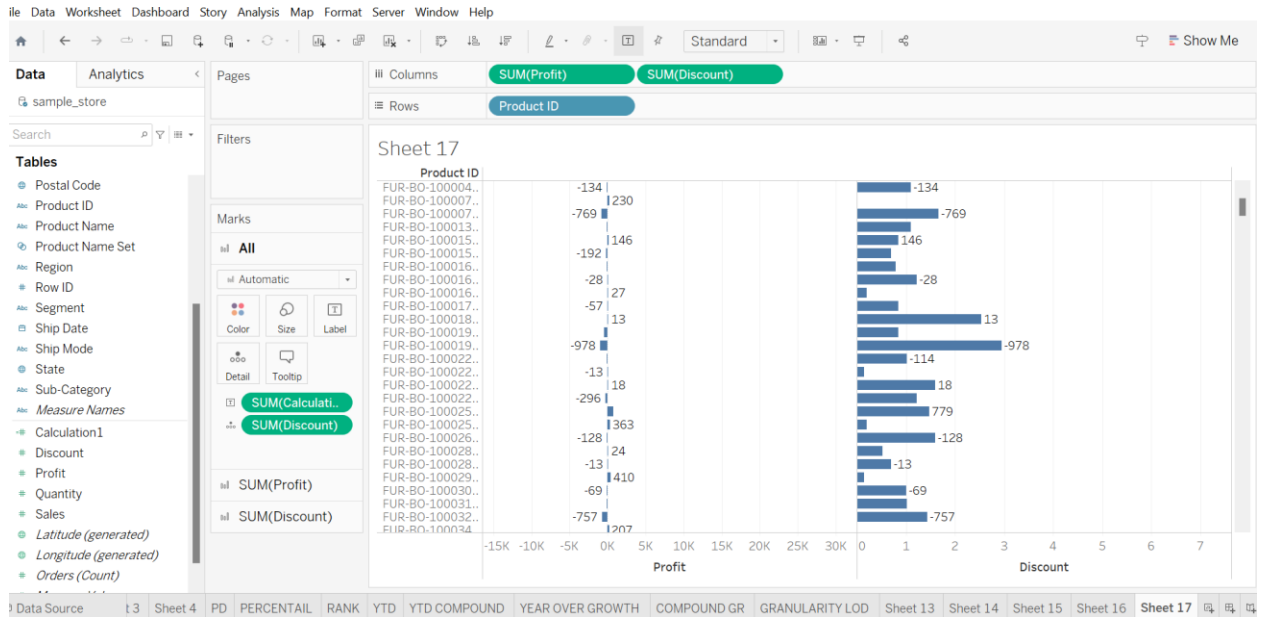 ile Data Worksheet Dashboard Story Analysis Map Format Server Window Help
Standard
Show Me
Data Analytics
sample_store
Search
Tables
Postal Code
Abc Product ID
Abc Product Name
Product Name Set
Abc Region
# Row ID
Abc Segment
Ship Date
Abc Ship Mode
State
Abc Sub-Category
Abc Measure Names
=# Calculation1
# Discount
# Profit
# Quantity
# Sales
Latitude (generated)
Longitude (generated)
# Orders (Count)
Pages
Filters
Marks
All
Automatic
Color Size Label
Detail Tooltip
SUM(Calculati..
SUM(Discount)
SUM(Profit)
SUM(Discount)
iii Columns SUM(Profit) SUM(Discount)
Rows Product ID
Sheet 17
Product ID
FUR-BO-100004.. -134 -134
FUR-BO-100007.. 230
FUR-BO-100007.. -769 -769
FUR-BO-100013..
FUR-BO-100015.. 146 146
FUR-BO-100015.. -192
FUR-BO-100016..
FUR-BO-100016.. -28 -28
FUR-BO-100016.. 27
FUR-BO-100017.. -57
FUR-BO-100018.. 13 13
FUR-BO-100019..
FUR-BO-100019.. -978 -978
FUR-BO-100022.. -114
FUR-BO-100022.. -13
FUR-BO-100022.. 18 18
FUR-BO-100022.. -296
FUR-BO-100025.. 779
FUR-BO-100025.. 363
FUR-BO-100026.. -128 -128
FUR-BO-100028.. 24
FUR-BO-100028.. -13 -13
FUR-BO-100029.. 410
FUR-BO-100030.. -69 -69
FUR-BO-100031..
FUR-BO-100032.. -757 -757
FUR-BO-100034 207
-15K -10K -5K 0K 5K 10K 15K 20K 25K 30K 0 1 2 3 4 5 6 7
Profit Discount
Data Source t 3 Sheet 4 PD PERCENTAIL RANK YTD YTD COMPOUND YEAR OVER GROWTH COMPOUND GR GRANULARITY LOD Sheet 13 Sheet 14 Sheet 15 Sheet 16 Sheet 17